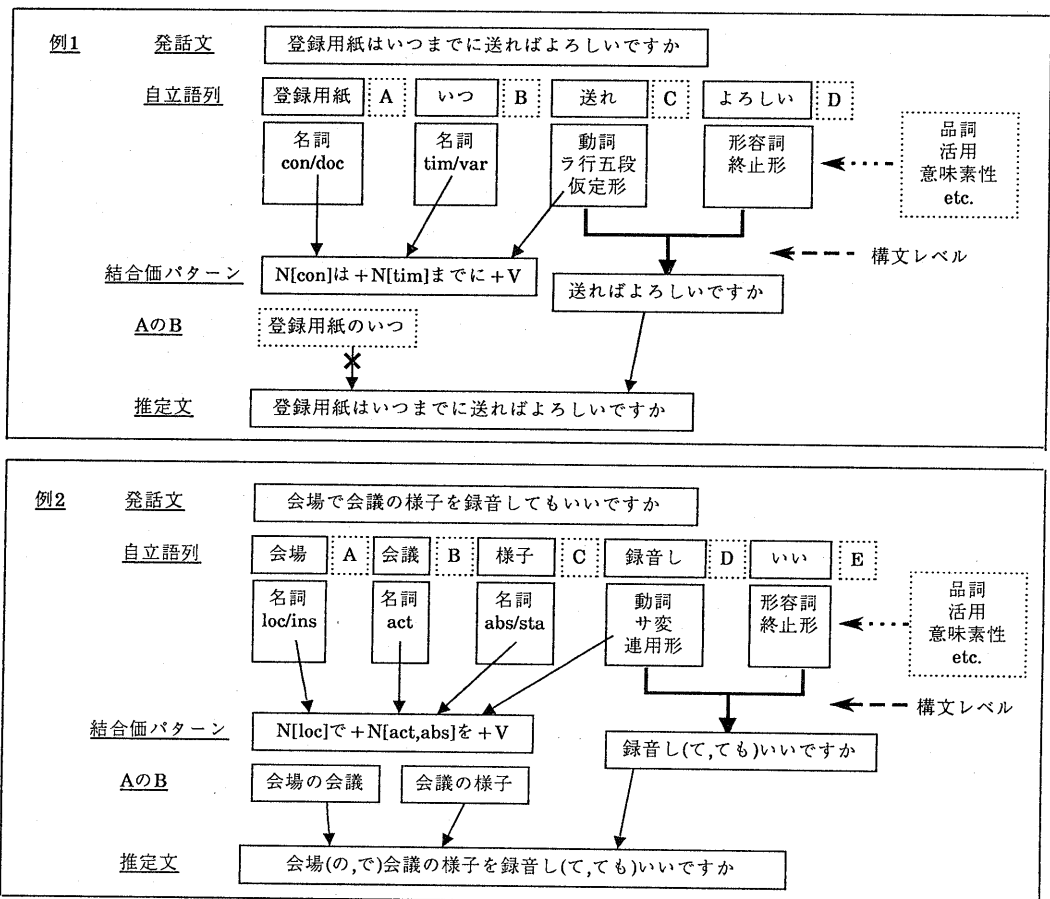 例1 発話文 登録用紙はいつまでに送ればよろしいですか
自立語列 登録用紙 A いつ B 送れ C よろしい D
名詞 con/doc
名詞 tim/var
動詞 ラ行五段 仮定形
形容詞 終止形
品詞
活用
意味素性
etc.
構文レベル
結合価パターン N[con]は+N[tim]までに+V
送ればよろしいですか
AのB 登録用紙のいつ
推定文 登録用紙はいつまでに送ればよろしいですか
例2 発話文 会場で会議の様子を録音してもいいですか
自立語列 会場 A 会議 B 様子 C 録音し D いい E
名詞 loc/ins
名詞 act
名詞 abs/sta
動詞 サ変 連用形
形容詞 終止形
品詞
活用
意味素性
etc.
構文レベル
結合価パターン N[loc]で+N[act,abs]を+V
録音し(て,ても)いいですか
AのB 会場の会議 会議の様子
推定文 会場(の,で)会議の様子を録音し(て,ても)いいですか